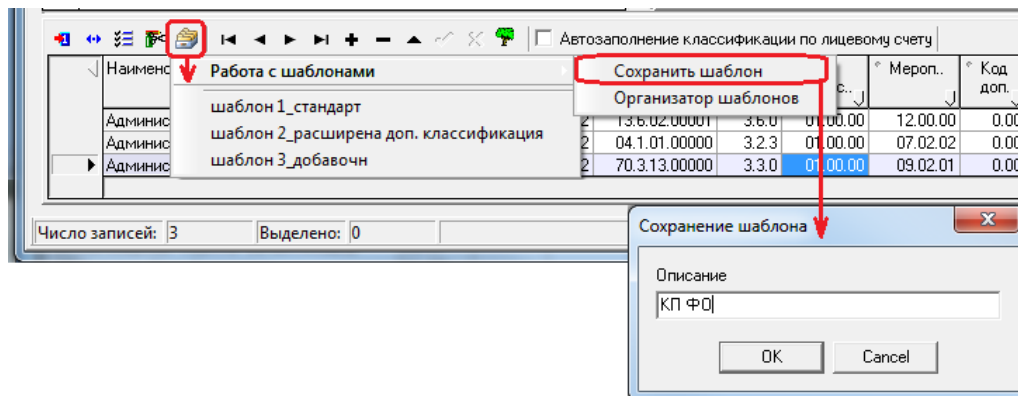 Автозаполнение классификации по лицевому счету
Наименс
Мероп..
Код доп.
с..
Работа с шаблонами
Сохранить шаблон
Организатор шаблонов
шаблон 1_стандарт
шаблон 2_расширена доп. классификация
шаблон 3_добавочн
Админис 2 13.6.02.00001 3.6.0 01.00.00 12.00.00 0.00
Админис 2 04.1.01.00000 3.2.3 01.00.00 07.02.02 0.00
Админис 2 70.3.13.00000 3.3.0 01.00.00 09.02.01 0.00
Число записей: 3 Выделено: 0
Сохранение шаблона
Описание
КП ФО
OK Cancel